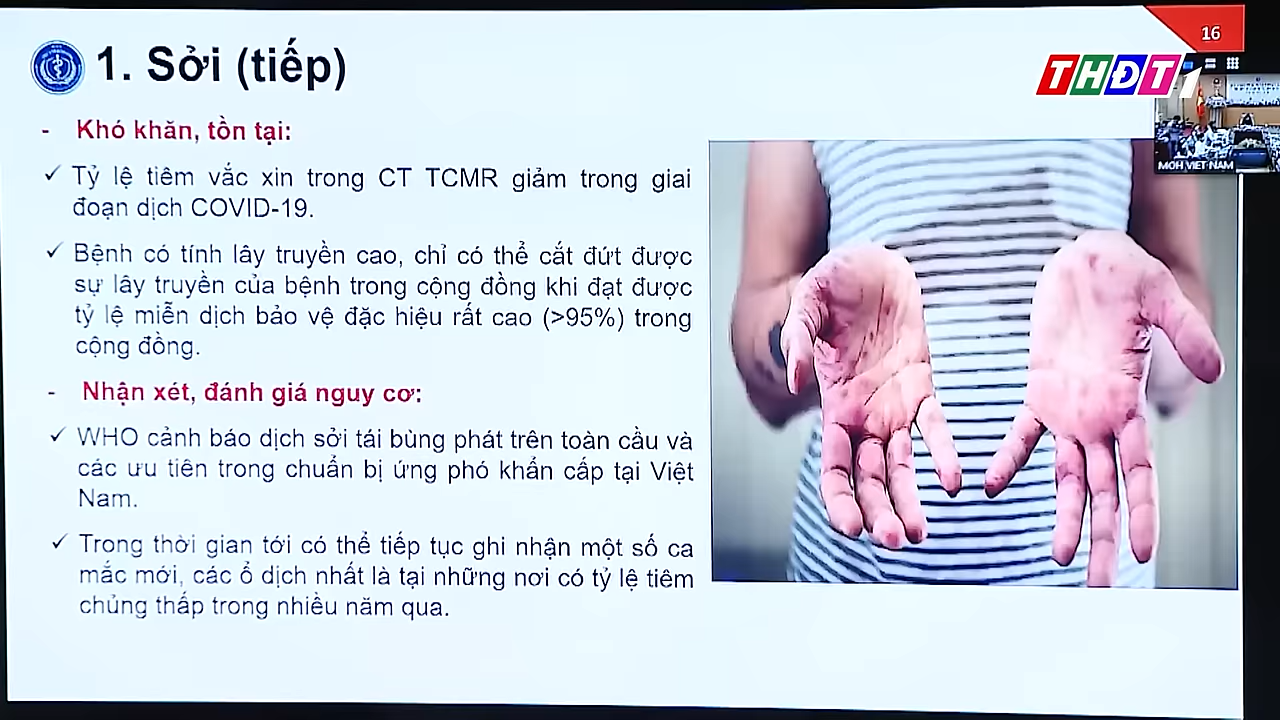 16
1. Sởi (tiếp)
THĐT1
MOH VIET NAM
- Khó khăn, tồn tại:
✓ Tỷ lệ tiêm vắc xin trong CT TCMR giảm trong giai
đoạn dịch COVID-19.
✓ Bệnh có tính lây truyền cao, chỉ có thể cắt đứt được
sự lây truyền của bệnh trong cộng đồng khi đạt được
tỷ lệ miễn dịch bảo vệ đặc hiệu rất cao (>95%) trong
cộng đồng.
- Nhận xét, đánh giá nguy cơ:
✓ WHO cảnh báo dịch sởi tái bùng phát trên toàn cầu và
các ưu tiên trong chuẩn bị ứng phó khẩn cấp tại Việt
Nam.
✓ Trong thời gian tới có thể tiếp tục ghi nhận một số ca
mắc mới, các ổ dịch nhất là tại những nơi có tỷ lệ tiêm
chủng thấp trong nhiều năm qua.